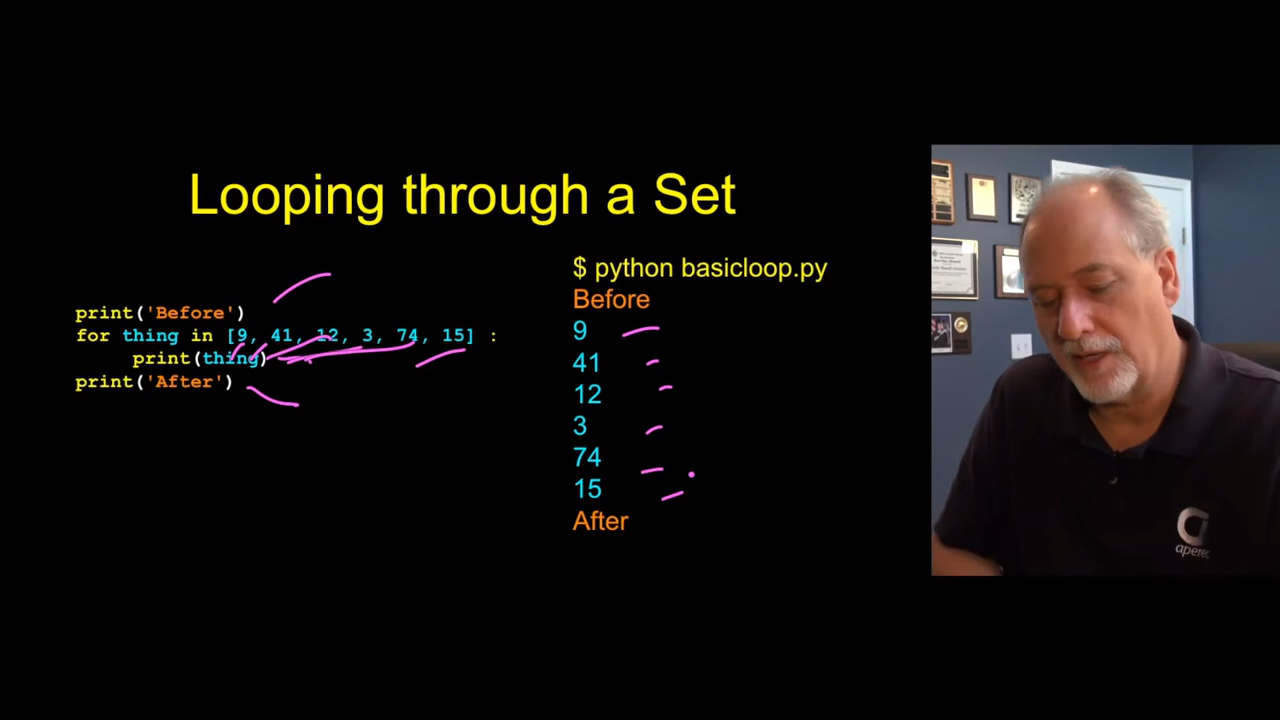 Looping through a Set
print('Before')
for thing in [9, 41, 12, 3, 74, 15] :
    print(thing)
print('After')
$ python basicloop.py
Before
9
41
12
3
74
15
After